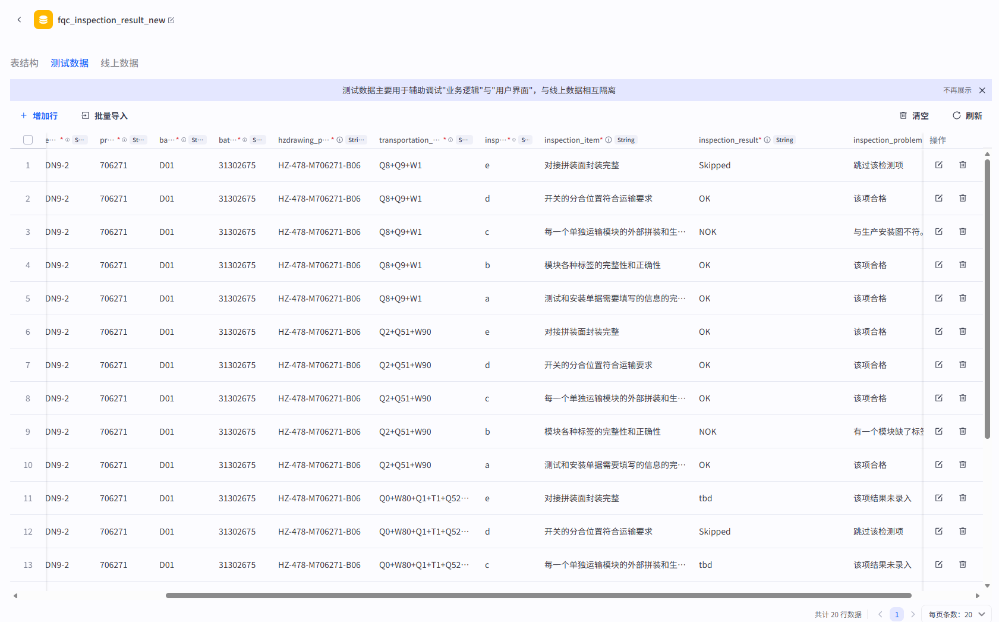 fqc_inspection_result_new
表结构 测试数据 线上数据
测试数据主要用于辅助调试"业务逻辑"与"用户界面"，与线上数据相互隔离 不再展示
增加行 批量导入 清空 刷新
e··· * S··· pr··· * St··· ba··· * St··· bat··· * S··· hzdrawing_p··· * Stri··· transportation_··· * S··· insp··· * S··· inspection_item* String inspection_result* String inspection_problem 操作
1 DN9-2 706271 D01 31302675 HZ-478-M706271-B06 Q8+Q9+W1 e 对接拼装面封装完整 Skipped 跳过该检测项
2 DN9-2 706271 D01 31302675 HZ-478-M706271-B06 Q8+Q9+W1 d 开关的分合位置符合运输要求 OK 该项合格
3 DN9-2 706271 D01 31302675 HZ-478-M706271-B06 Q8+Q9+W1 c 每一个单独运输模块的外部拼装和生··· NOK 与生产安装图不符。
4 DN9-2 706271 D01 31302675 HZ-478-M706271-B06 Q8+Q9+W1 b 模块各种标签的完整性和正确性 OK 该项合格
5 DN9-2 706271 D01 31302675 HZ-478-M706271-B06 Q8+Q9+W1 a 测试和安装单据需要填写的信息的完··· OK 该项合格
6 DN9-2 706271 D01 31302675 HZ-478-M706271-B06 Q2+Q51+W90 e 对接拼装面封装完整 OK 该项合格
7 DN9-2 706271 D01 31302675 HZ-478-M706271-B06 Q2+Q51+W90 d 开关的分合位置符合运输要求 OK 该项合格
8 DN9-2 706271 D01 31302675 HZ-478-M706271-B06 Q2+Q51+W90 c 每一个单独运输模块的外部拼装和生··· OK 该项合格
9 DN9-2 706271 D01 31302675 HZ-478-M706271-B06 Q2+Q51+W90 b 模块各种标签的完整性和正确性 NOK 有一个模块缺了标签
10 DN9-2 706271 D01 31302675 HZ-478-M706271-B06 Q2+Q51+W90 a 测试和安装单据需要填写的信息的完··· OK 该项合格
11 DN9-2 706271 D01 31302675 HZ-478-M706271-B06 Q0+W80+Q1+T1+Q52··· e 对接拼装面封装完整 tbd 该项结果未录入
12 DN9-2 706271 D01 31302675 HZ-478-M706271-B06 Q0+W80+Q1+T1+Q52··· d 开关的分合位置符合运输要求 Skipped 跳过该检测项
13 DN9-2 706271 D01 31302675 HZ-478-M706271-B06 Q0+W80+Q1+T1+Q52··· c 每一个单独运输模块的外部拼装和生··· tbd 该项结果未录入
共计 20 行数据 1 每页条数：20